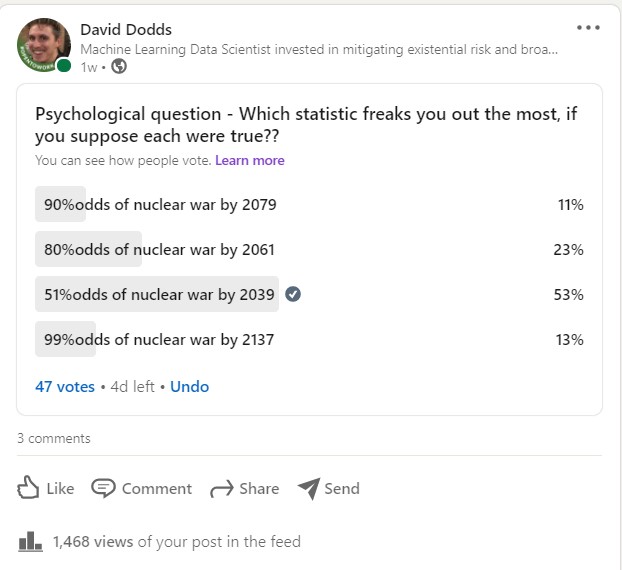 David Dodds
Machine Learning Data Scientist invested in mitigating existential risk and broa...
1w •
#OPENTOWORK
Psychological question - Which statistic freaks you out the most, if
you suppose each were true??
You can see how people vote. Learn more
90%odds of nuclear war by 2079 11%
80%odds of nuclear war by 2061 23%
51%odds of nuclear war by 2039 53%
99%odds of nuclear war by 2137 13%
47 votes • 4d left • Undo
3 comments
Like Comment Share Send
1,468 views of your post in the feed